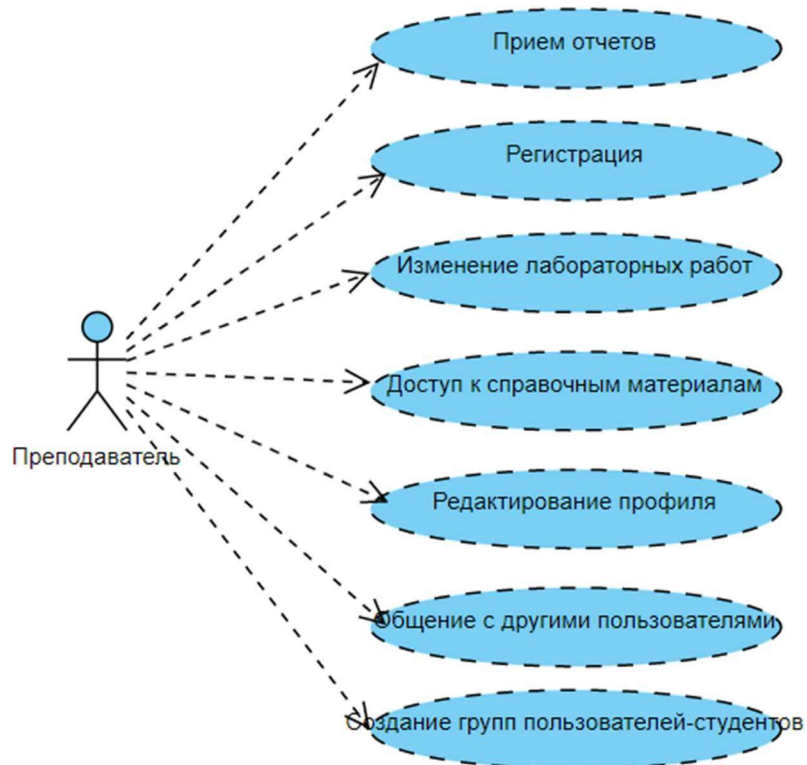 Прием отчетов
Регистрация
Изменение лабораторных работ
Доступ к справочным материалам
Преподаватель
Редактирование профиля
Общение с другими пользователями
Создание групп пользователей-студентов